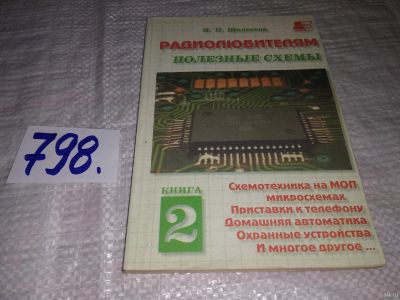 И. П. Шелестов
РАДИОЛЮБИТЕЛЯМ
ПОЛЕЗНЫЕ СХЕМЫ
798.
КНИГА
2
Схемотехника на МОП
микросхемах
Приставки к телефону
Домашняя автоматика
Охранные устройства
И многое другое ...